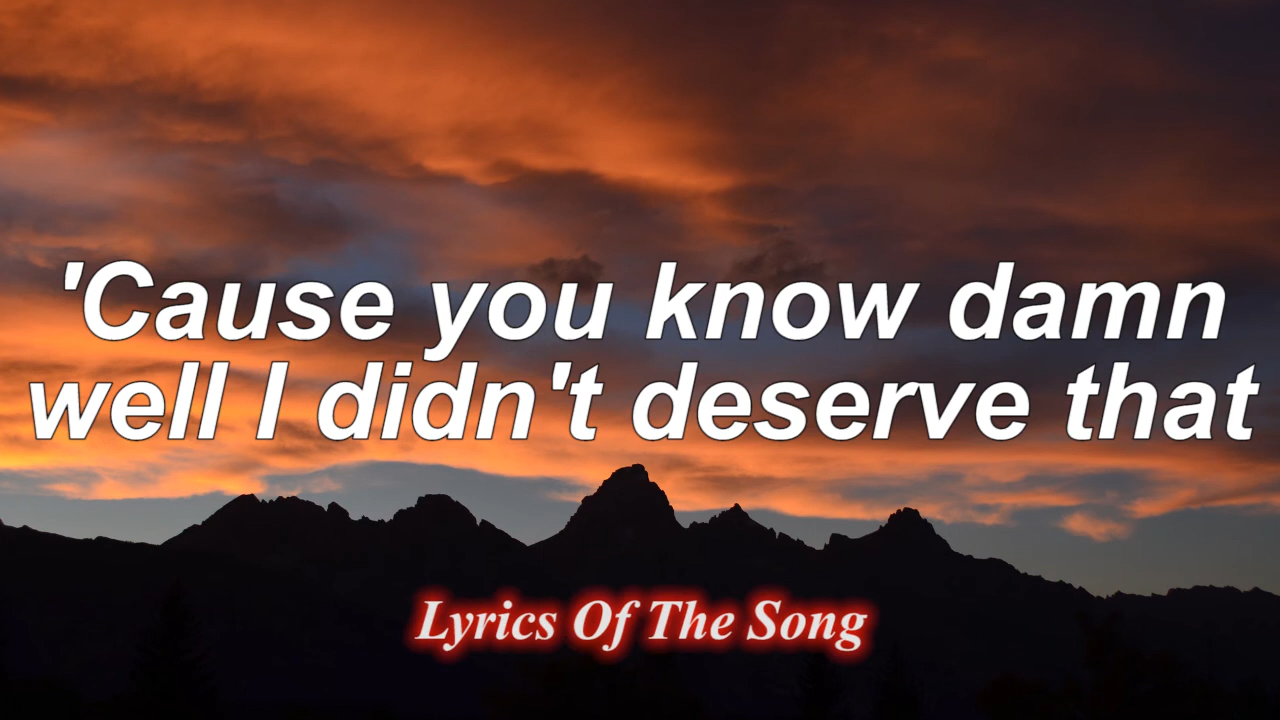 'Cause you know damn
well I didn't deserve that
Lyrics Of The Song